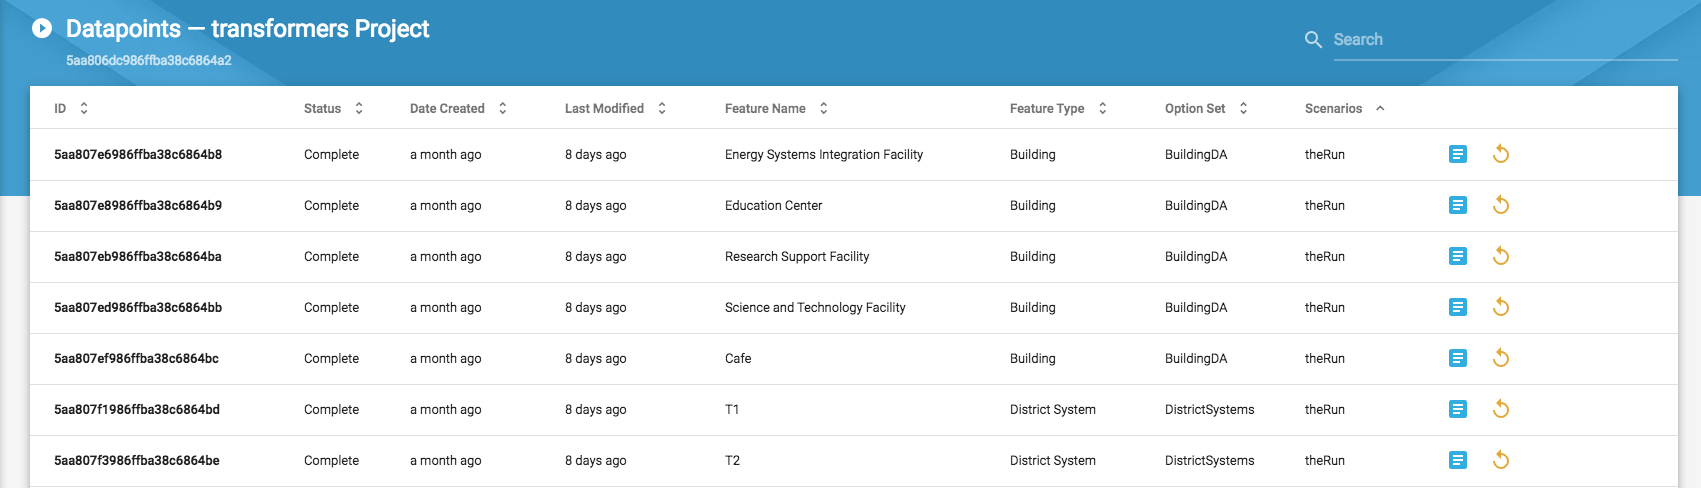 Datapoints — transformers Project
5aa806dc986ffba38c6864a2
Search
ID Status Date Created Last Modified Feature Name Feature Type Option Set Scenarios
5aa807e6986ffba38c6864b8 Complete a month ago 8 days ago Energy Systems Integration Facility Building BuildingDA theRun
5aa807e8986ffba38c6864b9 Complete a month ago 8 days ago Education Center Building BuildingDA theRun
5aa807eb986ffba38c6864ba Complete a month ago 8 days ago Research Support Facility Building BuildingDA theRun
5aa807ed986ffba38c6864bb Complete a month ago 8 days ago Science and Technology Facility Building BuildingDA theRun
5aa807ef986ffba38c6864bc Complete a month ago 8 days ago Cafe Building BuildingDA theRun
5aa807f1986ffba38c6864bd Complete a month ago 8 days ago T1 District System DistrictSystems theRun
5aa807f3986ffba38c6864be Complete a month ago 8 days ago T2 District System DistrictSystems theRun